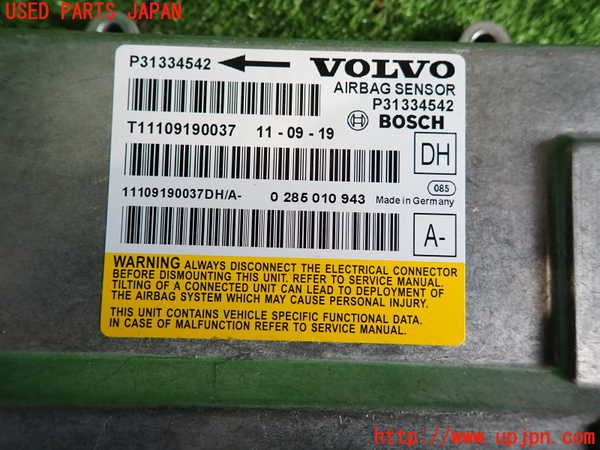 USED PARTS JAPAN
P31334542
VOLVO
AIRBAG SENSOR
P31334542
T11109190037 11-09-19
BOSCH
DH
085
11109190037DH/A- 0 285 010 943 Made in Germany
A-
WARNING ALWAYS DISCONNECT THE ELECTRICAL CONNECTOR
BEFORE DISMOUNTING THIS UNIT. REFER TO SERVICE MANUAL.
TILTING OF A CONNECTED UNIT CAN LEAD TO DEPLOYMENT OF
THE AIRBAG SYSTEM WHICH MAY CAUSE PERSONAL INJURY.
THIS UNIT CONTAINS VEHICLE SPECIFIC FUNCTIONAL DATA.
IN CASE OF MALFUNCTION REFER TO SERVICE MANUAL.
http://www.upjpn.com/